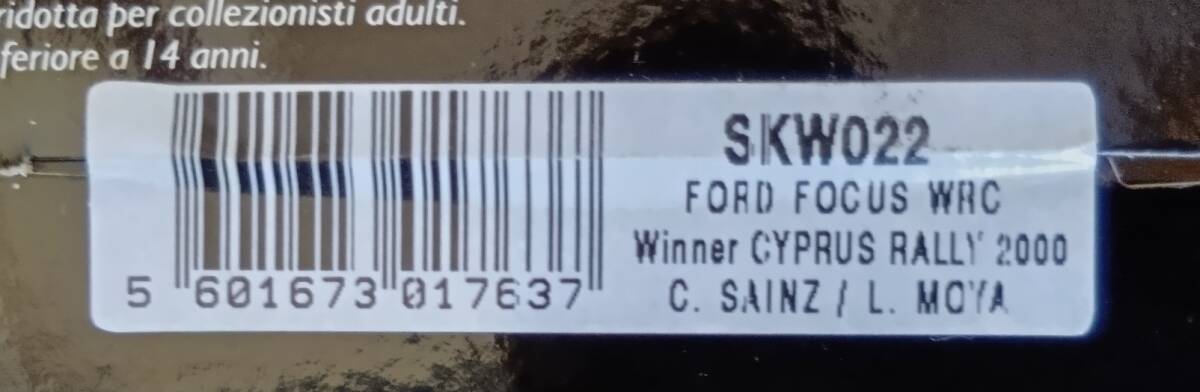 ridotta per collezionisti adulti.
feriore a 14 anni.
SKW022
FORD FOCUS WRC
Winner CYPRUS RALLY 2000
C. SAINZ / L. MOYA
5 601673 017637